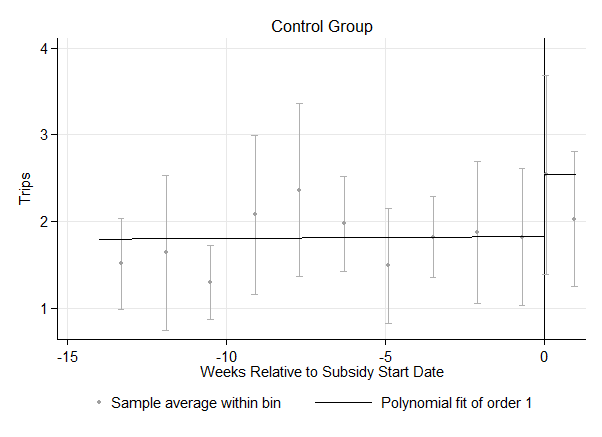 Control Group
4
3
2
1
Trips
-15 -10 -5 0
Weeks Relative to Subsidy Start Date
Sample average within bin Polynomial fit of order 1